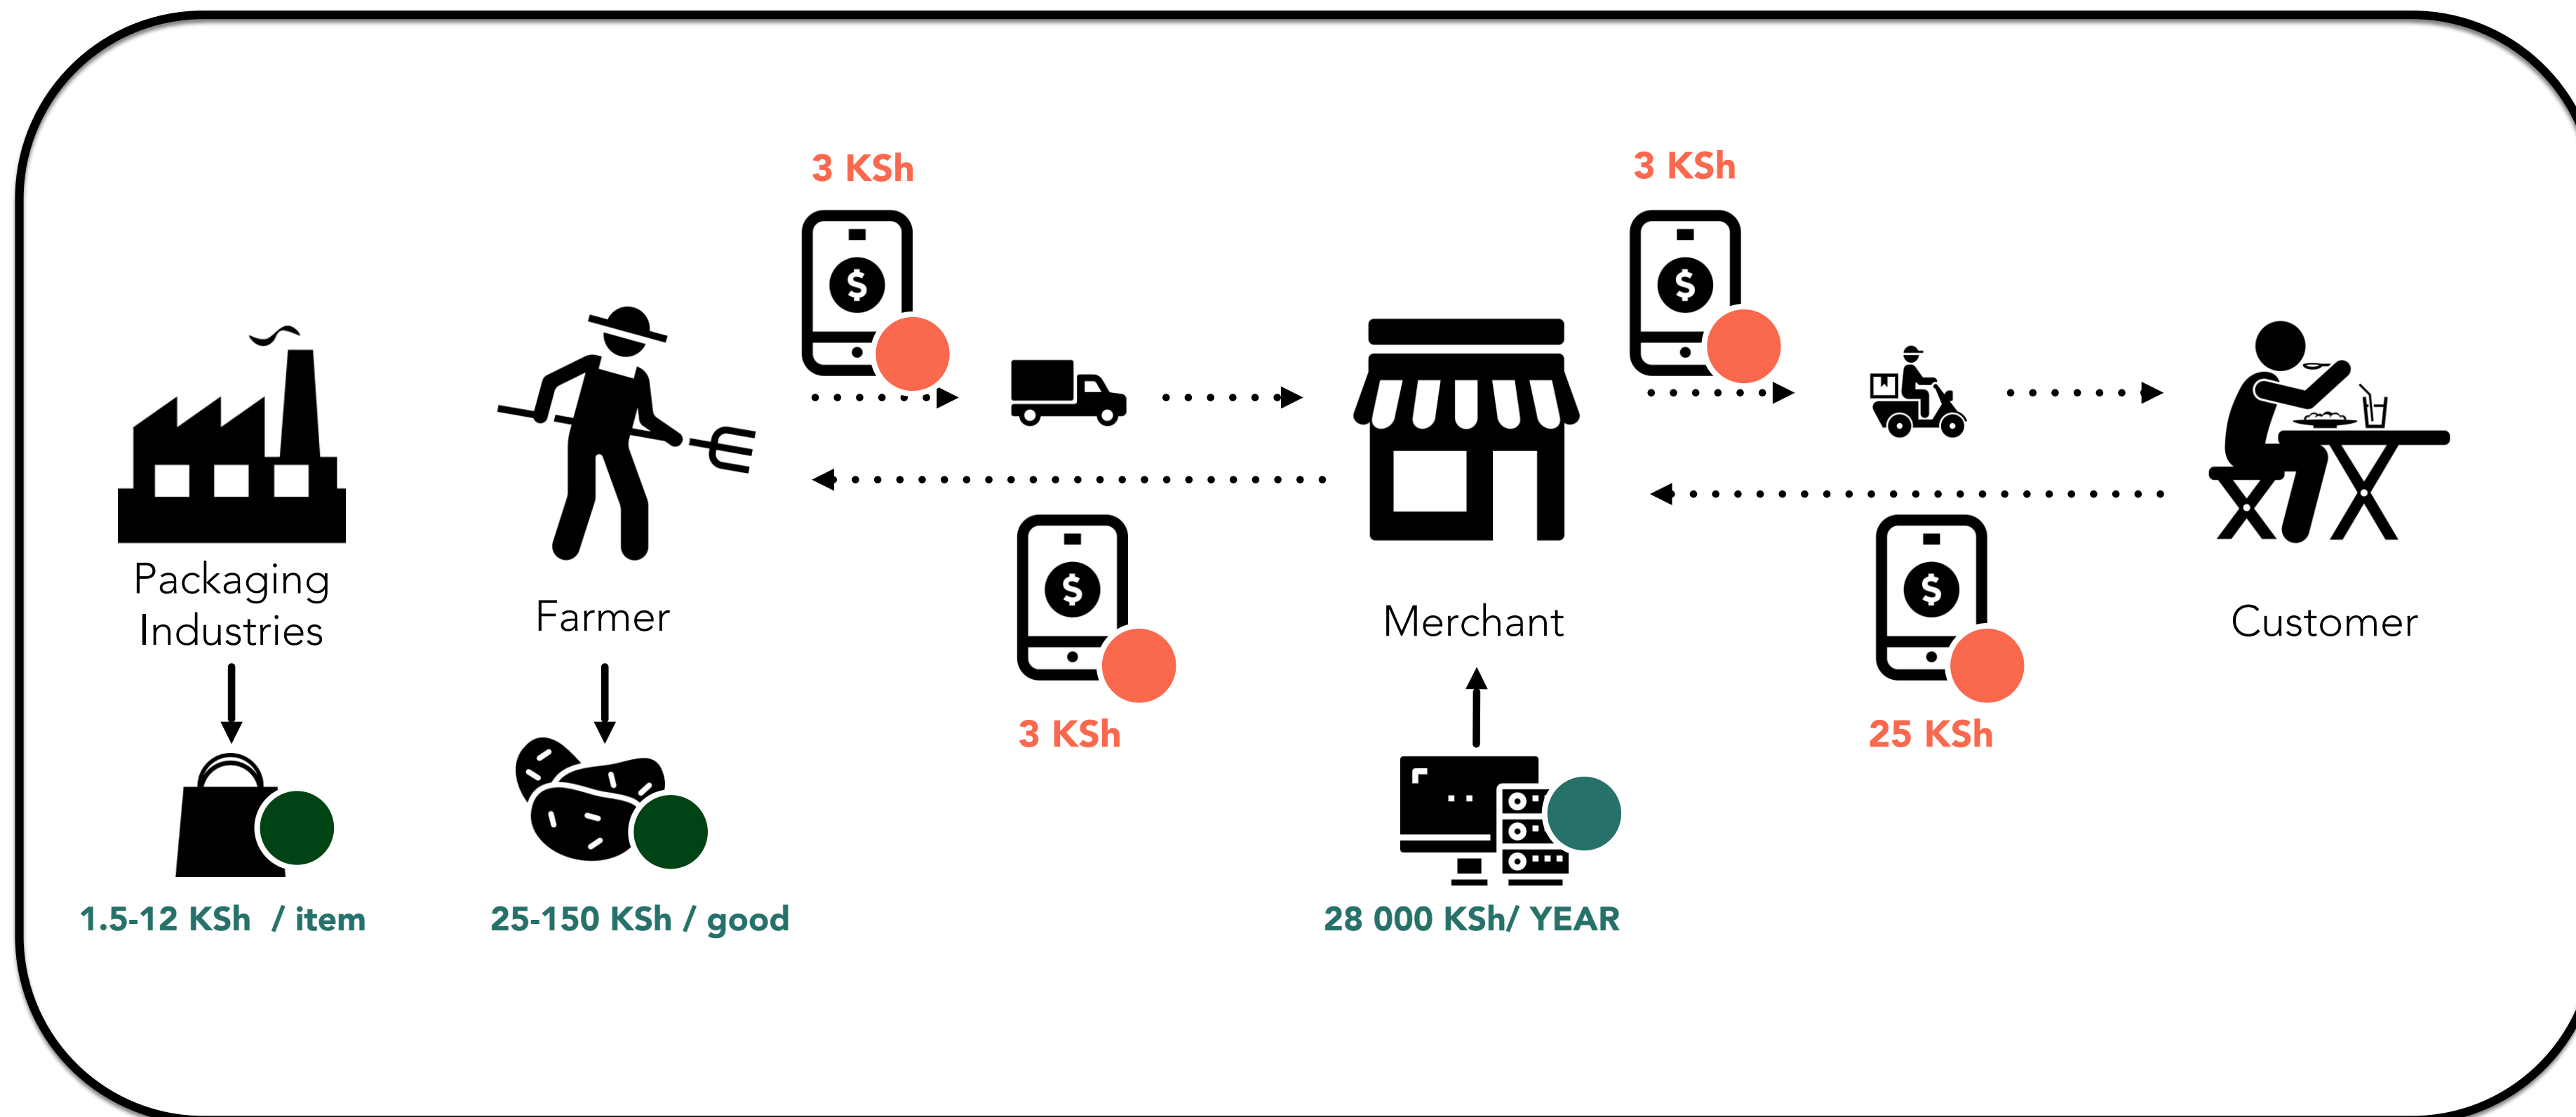 3 KSh
3 KSh
$
$
Packaging
Industries
Farmer
Merchant
Customer
$
$
3 KSh
25 KSh
1.5-12 KSh / item
25-150 KSh / good
28 000 KSh/ YEAR